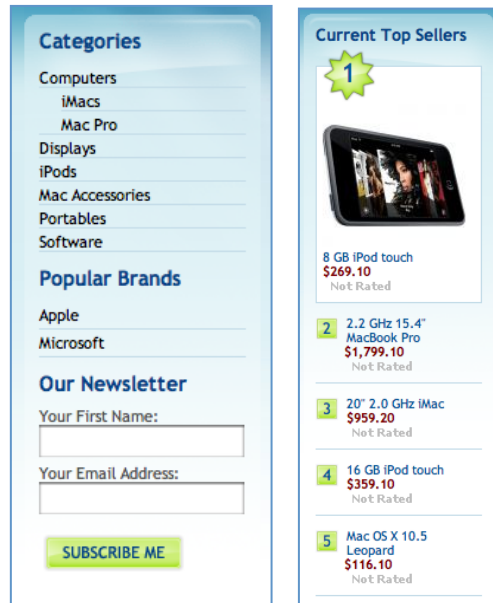 Categories
Computers
iMacs
Mac Pro
Displays
iPods
Mac Accessories
Portables
Software
Popular Brands
Apple
Microsoft
Our Newsletter
Your First Name:
Your Email Address:
SUBSCRIBE ME
Current Top Sellers
1
8 GB iPod touch
$269.10
Not Rated
2
2.2 GHz 15.4"
MacBook Pro
$1,799.10
Not Rated
3
20" 2.0 GHz iMac
$959.20
Not Rated
4
16 GB iPod touch
$359.10
Not Rated
5
Mac OS X 10.5
Leopard
$116.10
Not Rated